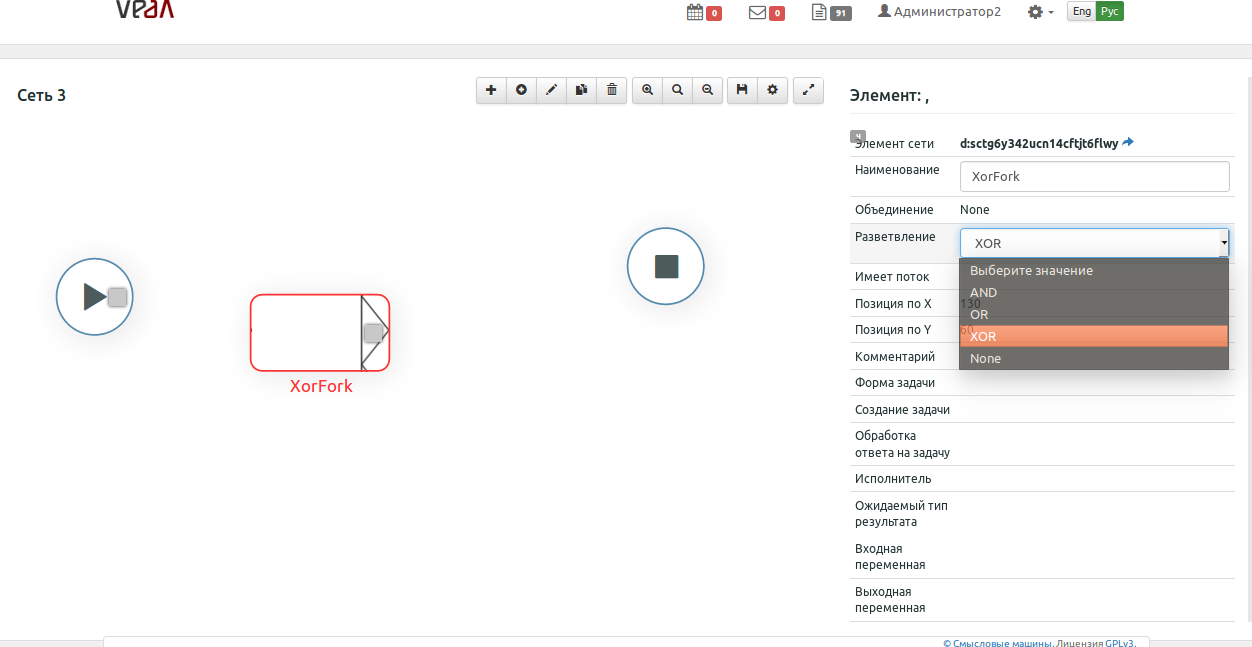 veda
0 0 91 Администратор2 Eng Рус
Сеть 3
Элемент: ,
ч
Элемент сети d:sctg6y342ucn14cftjt6flwy
Наименование XorFork
Объединение None
Разветвление XOR
Выберите значение
AND
OR
XOR
None
Имеет поток
Позиция по X 130
Позиция по Y 60
Комментарий
Форма задачи
Создание задачи
Обработка
ответа на задачу
Исполнитель
Ожидаемый тип
результата
Входная
переменная
Выходная
переменная
XorFork
© Смысловые машины. Лицензия GPLv3.